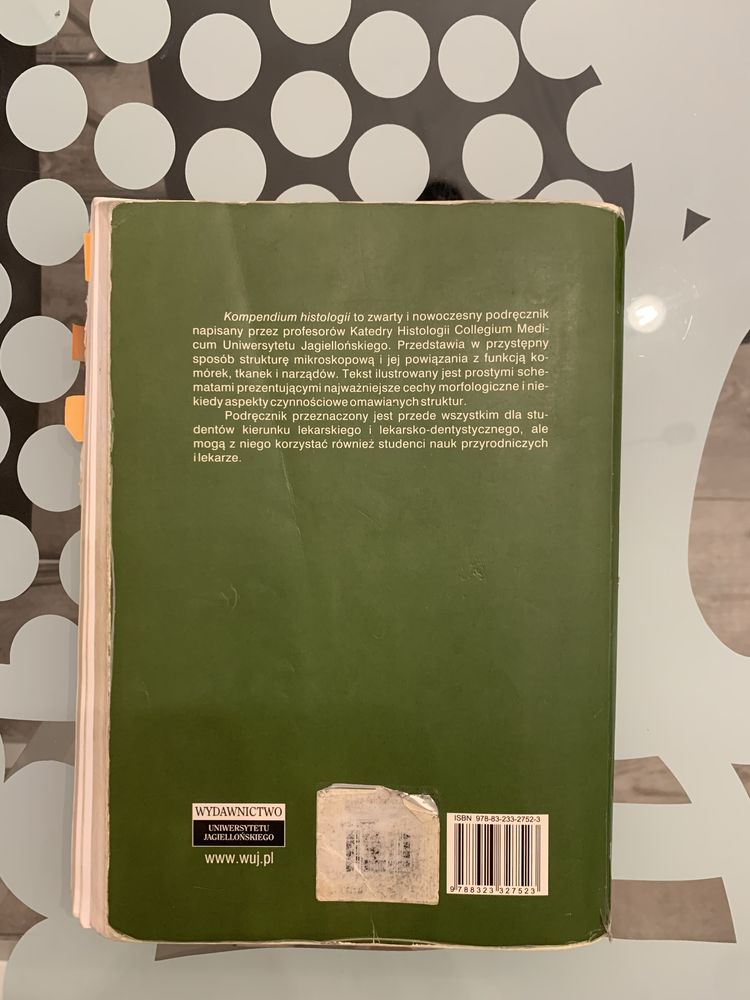 Kompendium histologii to zwarty i nowoczesny podręcznik
napisany przez profesorów Katedry Histologii Collegium Medi-
cum Uniwersytetu Jagiellońskiego. Przedstawia w przystępny
sposób strukturę mikroskopową i jej powiązania z funkcją ko-
mórek, tkanek i narządów. Tekst ilustrowany jest prostymi sche-
matami prezentującymi najważniejsze cechy morfologiczne i nie-
kiedy aspekty czynnościowe omawianych struktur.
Podręcznik przeznaczony jest przede wszystkim dla stu-
dentów kierunku lekarskiego i lekarsko-dentystycznego, ale
mogą z niego korzystać również studenci nauk przyrodniczych
i lekarze.
WYDAWNICTWO
UNIWERSYTETU
JAGIELLOŃSKIEGO
www.wuj.pl
ISBN 978-83-233-2752-3
9 788323 327523